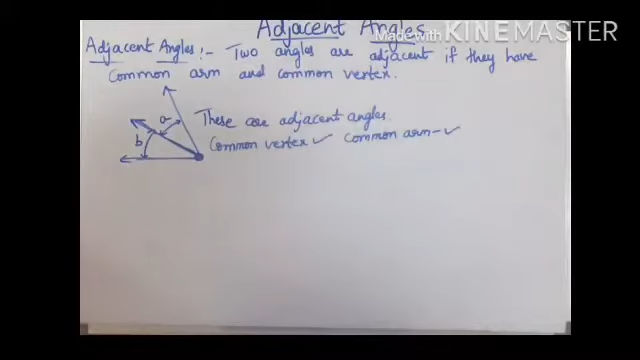 Adjacent Angles
Made with KINEMASTER
Adjacent Angles :- Two angles are adjacent if they have
common arm and common vertex.
a
These are adjacent angles.
b
Common vertex ✓ Common arm - ✓